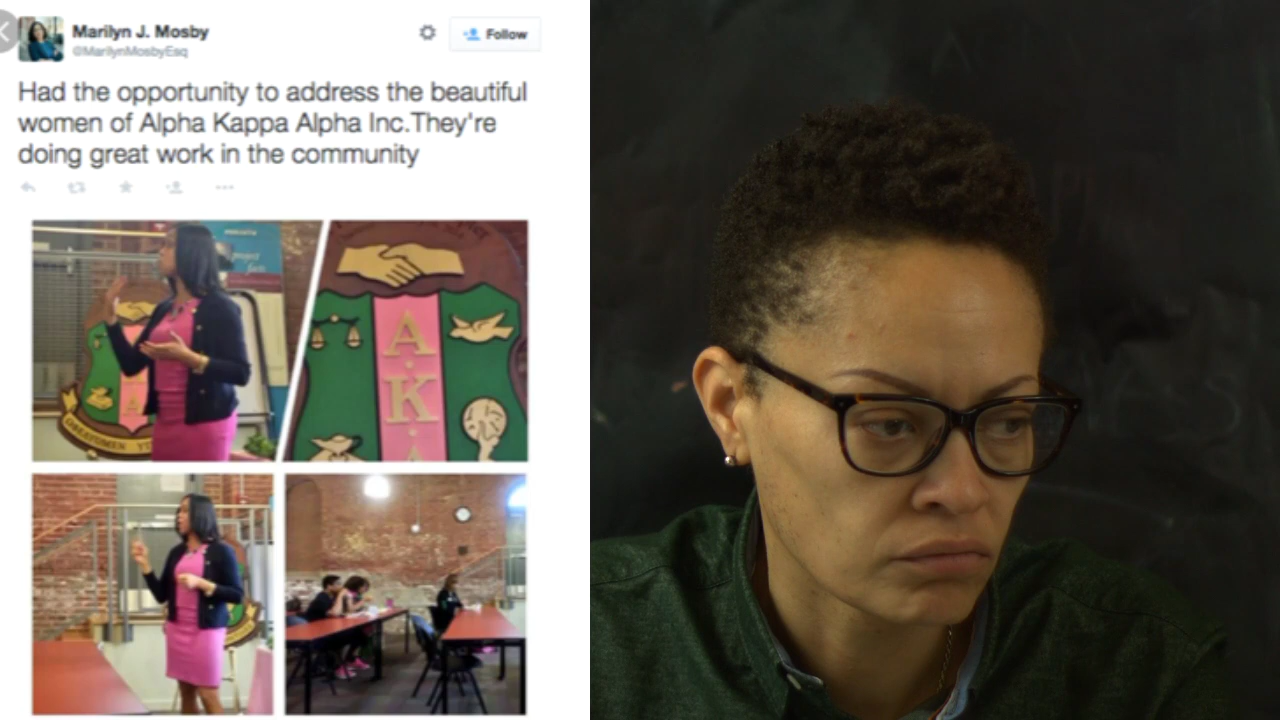 Marilyn J. Mosby
@MarilynMosbyEsq
Follow
Had the opportunity to address the beautiful
women of Alpha Kappa Alpha Inc.They're
doing great work in the community
A
K
A